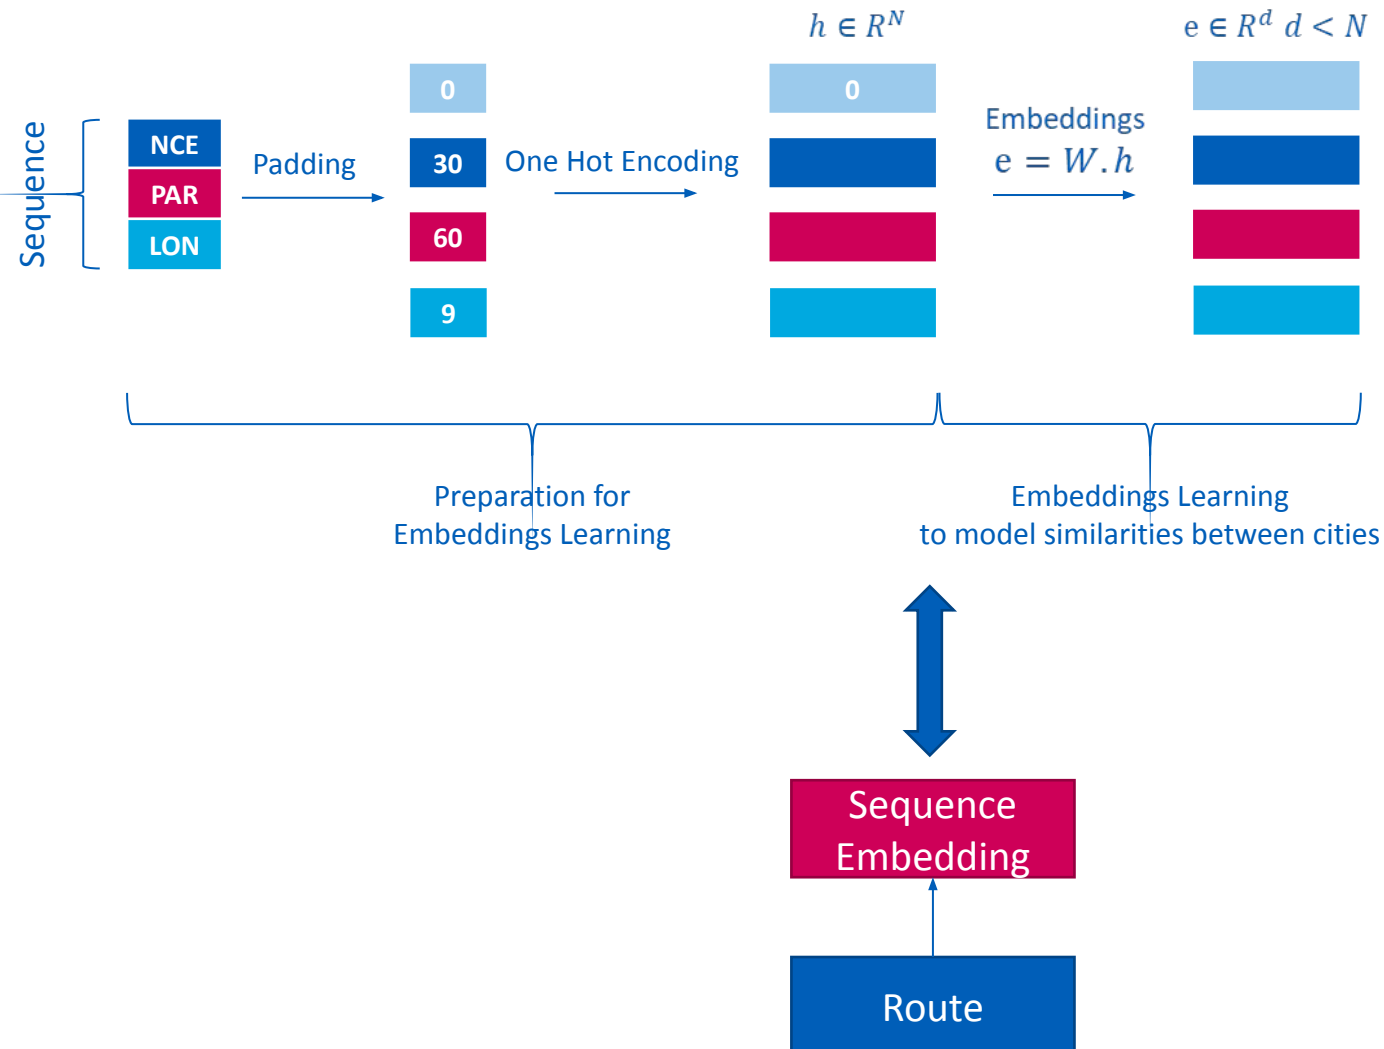 h ∈ R^N
e ∈ R^d d < N
Sequence
NCE
PAR
LON
Padding
0
30
60
9
One Hot Encoding
0
Embeddings
e = W.h
Preparation for
Embeddings Learning
Embeddings Learning
to model similarities between cities
Sequence
Embedding
Route